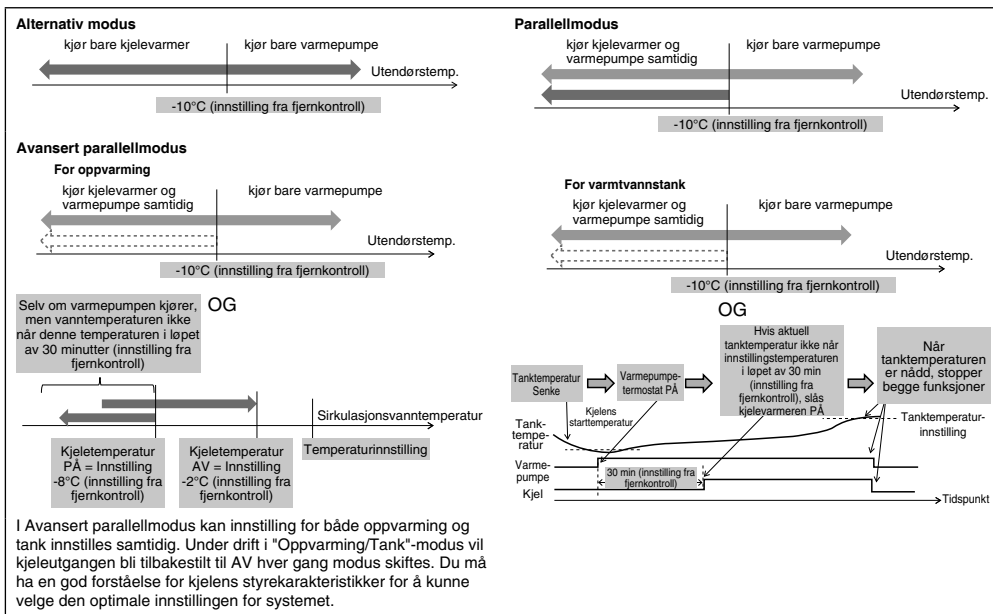 Alternativ modus
kjør bare kjelevarmer
kjør bare varmepumpe
Utendørstemp.
-10°C (innstilling fra fjernkontroll)
Parallellmodus
kjør kjelevarmer og
varmepumpe samtidig
kjør bare varmepumpe
Utendørstemp.
-10°C (innstilling fra fjernkontroll)
Avansert parallellmodus
For oppvarming
kjør kjelevarmer og
varmepumpe samtidig
kjør bare varmepumpe
Utendørstemp.
-10°C (innstilling fra fjernkontroll)
OG
Selv om varmepumpen kjører,
men vanntemperaturen ikke
når denne temperaturen i løpet
av 30 minutter (innstilling fra
fjernkontroll)
Sirkulasjonsvanntemperatur
Kjeletemperatur
PÅ = Innstilling
-8°C (innstilling fra
fjernkontroll)
Kjeletemperatur
AV = Innstilling
-2°C (innstilling fra
fjernkontroll)
Temperaturinnstilling
For varmtvannstank
kjør kjelevarmer og
varmepumpe samtidig
kjør bare varmepumpe
Utendørstemp.
-10°C (innstilling fra fjernkontroll)
OG
Tanktemperatur
Senke
Varmepumpe-
termostat PÅ
Hvis aktuell
tanktemperatur ikke når
innstillingstemperaturen
i løpet av 30 min
(innstilling fra
fjernkontroll), slås
kjelevarmeren PÅ
Når
tanktemperaturen
er nådd, stopper
begge funksjoner
Kjelens
starttemperatur
Tank-
tempe-
ratur
Tanktemperatur-
innstilling
Varme-
pumpe
30 min (innstilling fra
fjernkontroll)
Kjel
Tidspunkt
I Avansert parallellmodus kan innstilling for både oppvarming og
tank innstilles samtidig. Under drift i "Oppvarming/Tank"-modus vil
kjeleutgangen bli tilbakestilt til AV hver gang modus skiftes. Du må
ha en god forståelse for kjelens styrekarakteristikker for å kunne
velge den optimale innstillingen for systemet.